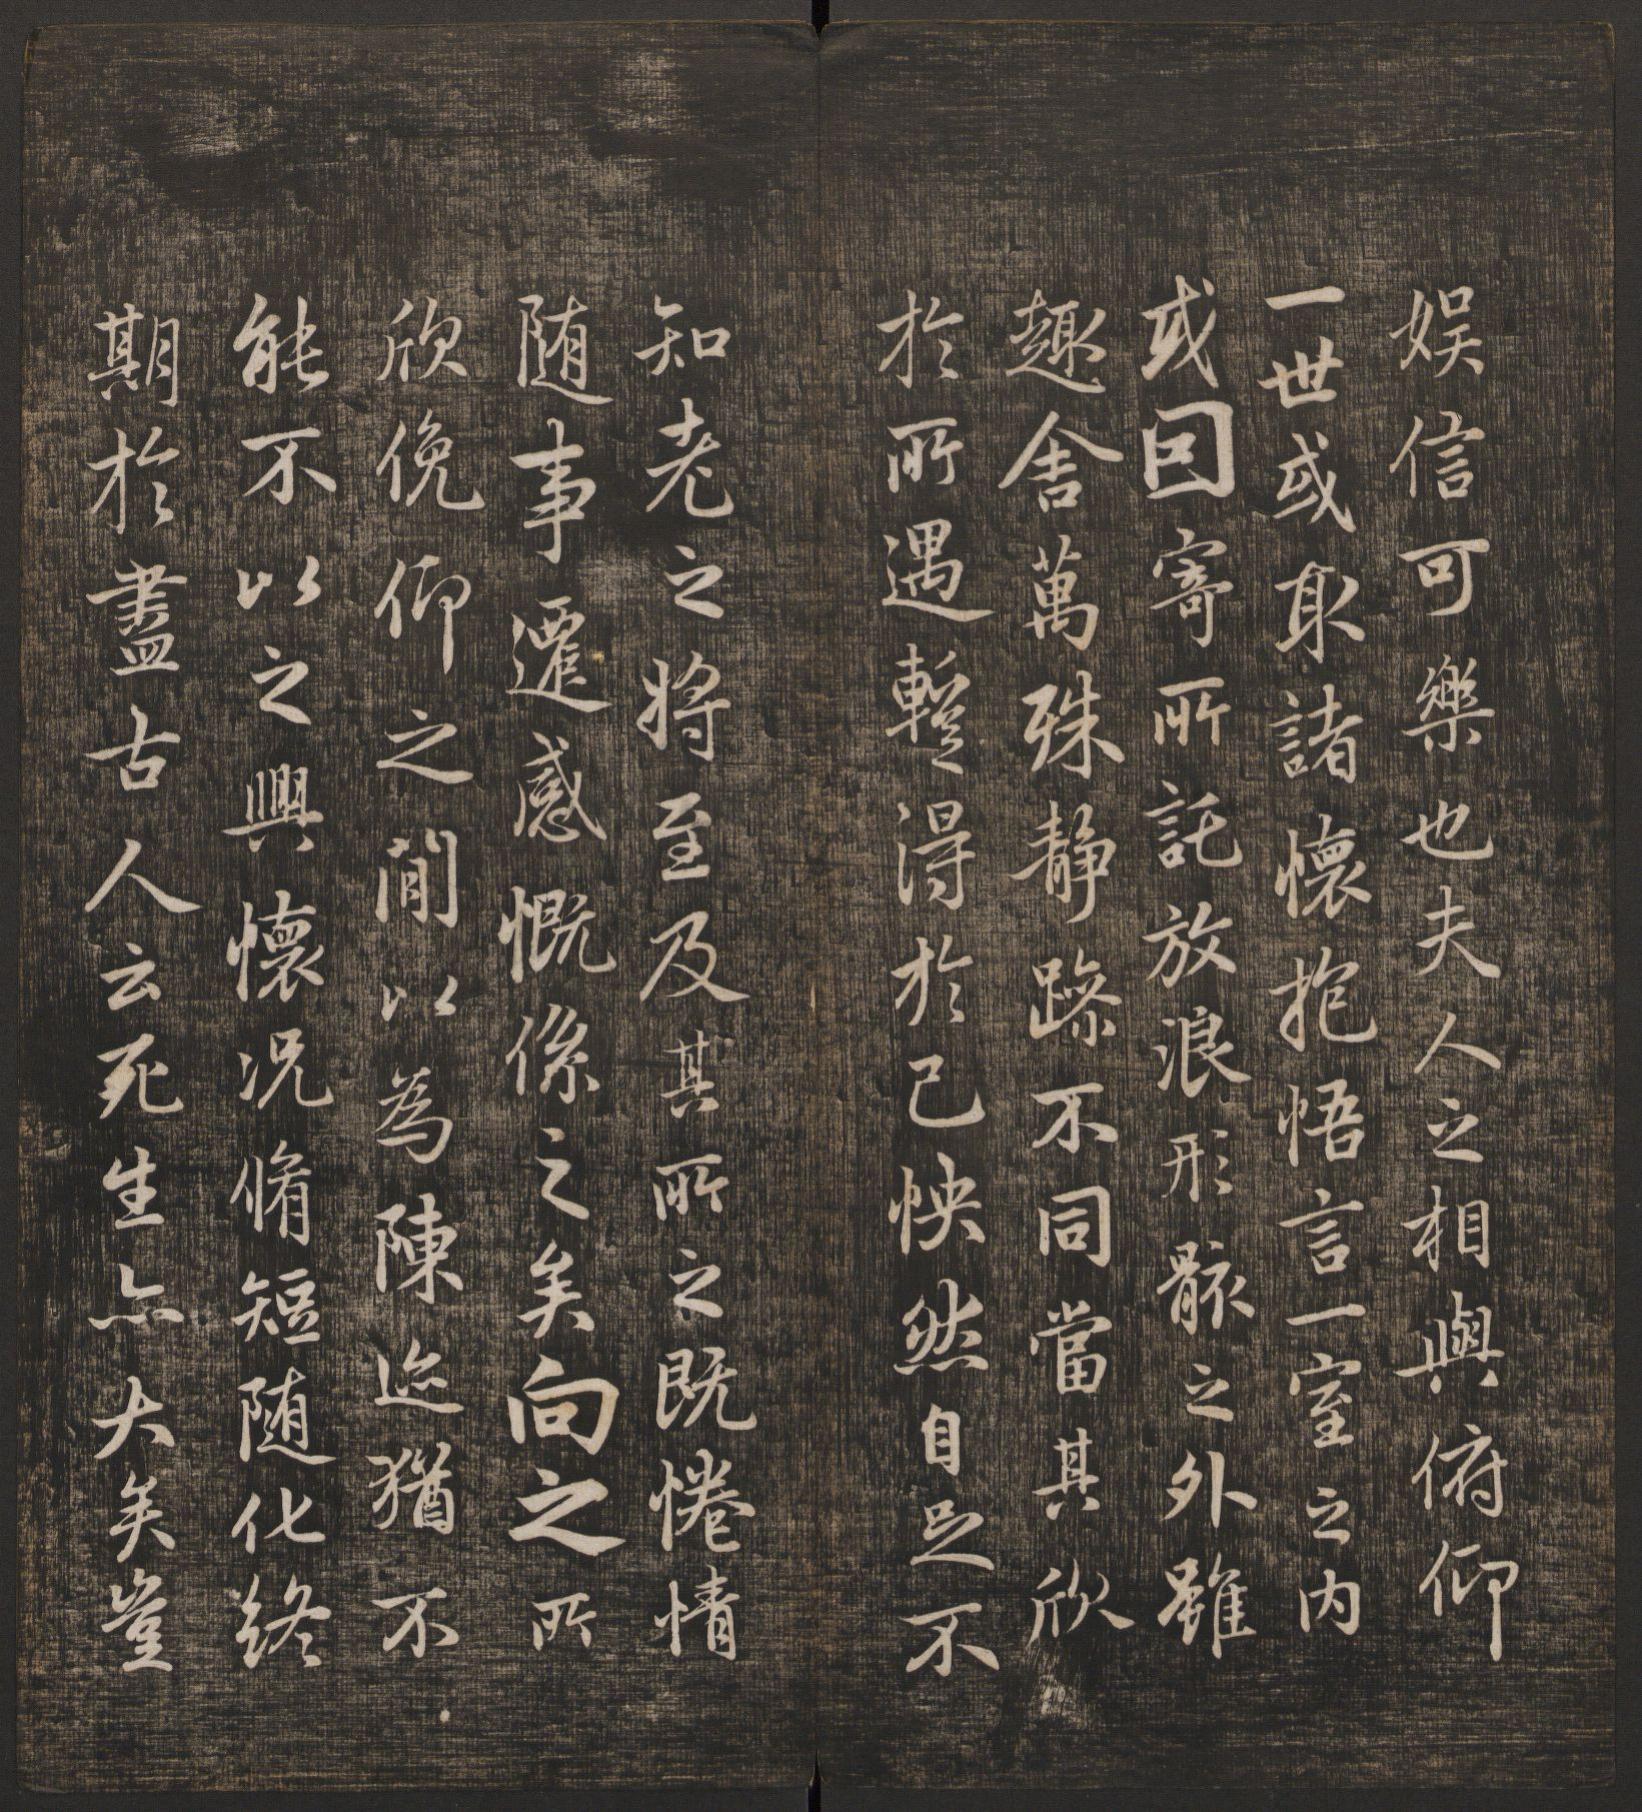 娱信可樂也夫人之相與俯仰
一世或取諸懷抱悟言一室之内
或因寄所託放浪形骸之外雖
趣舍萬殊静躁不同當其欣
於所遇暫得於己怏然自足不
知老之將至及其所之既惓情
随事遷感慨係之矣向之所
欣俛仰之閒以為陳迹猶不
能不以之興懷况脩短随化終
期於盡古人云死生亦大矣豈